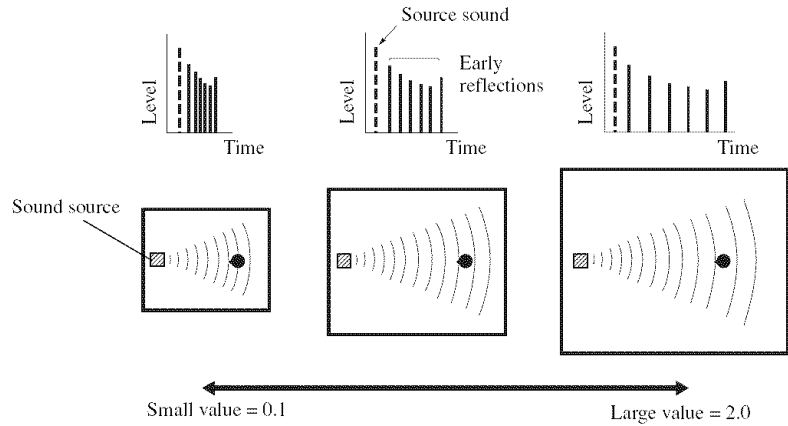 Source sound
Early
reflections
Level
Time
Level
Time
Level
Time
Sound source
Small value = 0.1
Large value = 2.0